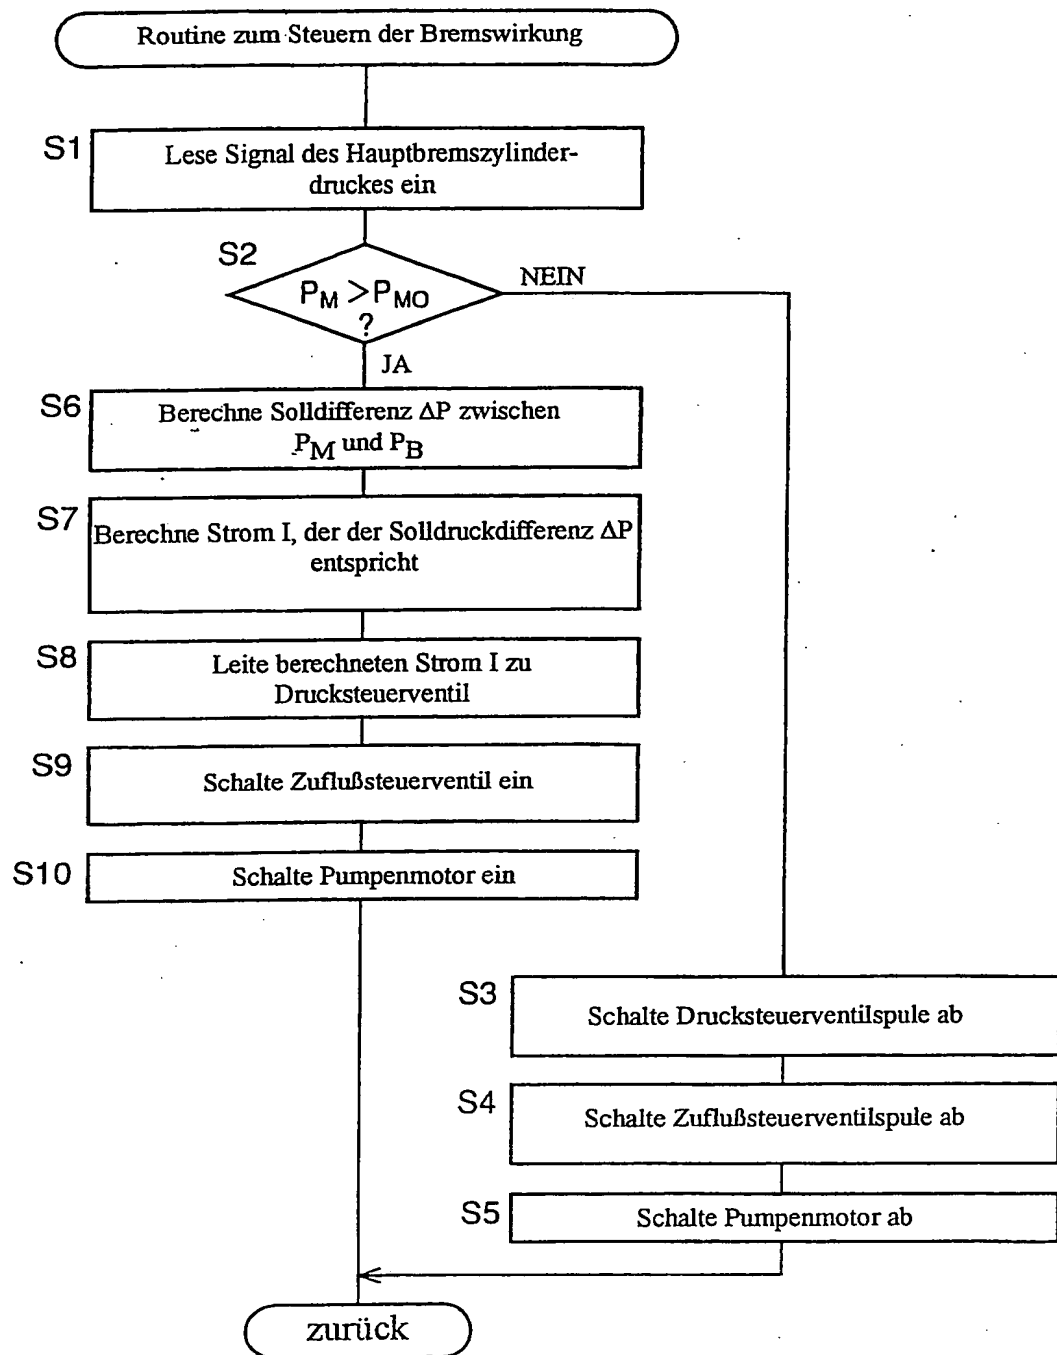 Routine zum Steuern der Bremswirkung
S1
Lese Signal des Hauptbremszylinder-
druckes ein
S2
PM > PMO
?
NEIN
JA
S6
Berechne Solldifferenz ΔP zwischen
PM und PB
S7
Berechne Strom I, der der Solldruckdifferenz ΔP
entspricht
S8
Leite berechneten Strom I zu
Drucksteuerventil
S9
Schalte Zuflußsteuerventil ein
S10
Schalte Pumpenmotor ein
S3
Schalte Drucksteuerventilspule ab
S4
Schalte Zuflußsteuerventilspule ab
S5
Schalte Pumpenmotor ab
zurück